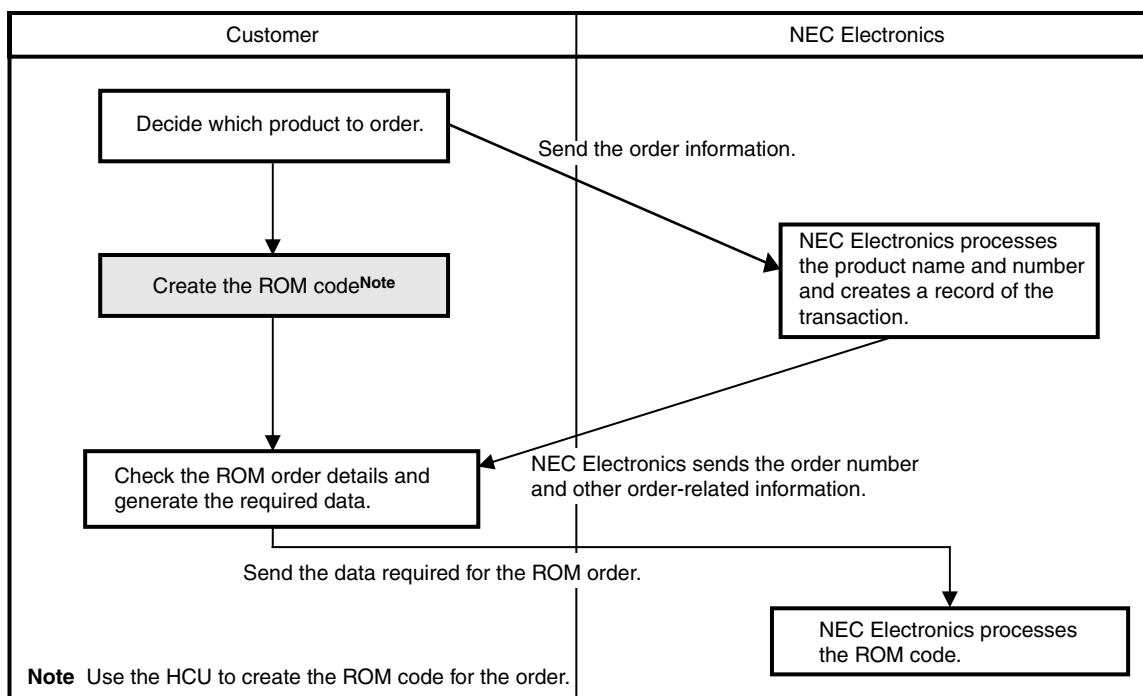 Customer
NEC Electronics
Decide which product to order.
Send the order information.
NEC Electronics processes
the product name and number
and creates a record of the
transaction.
Create the ROM codeNote
Check the ROM order details and
generate the required data.
NEC Electronics sends the order number
and other order-related information.
Send the data required for the ROM order.
NEC Electronics processes
the ROM code.
Note Use the HCU to create the ROM code for the order.